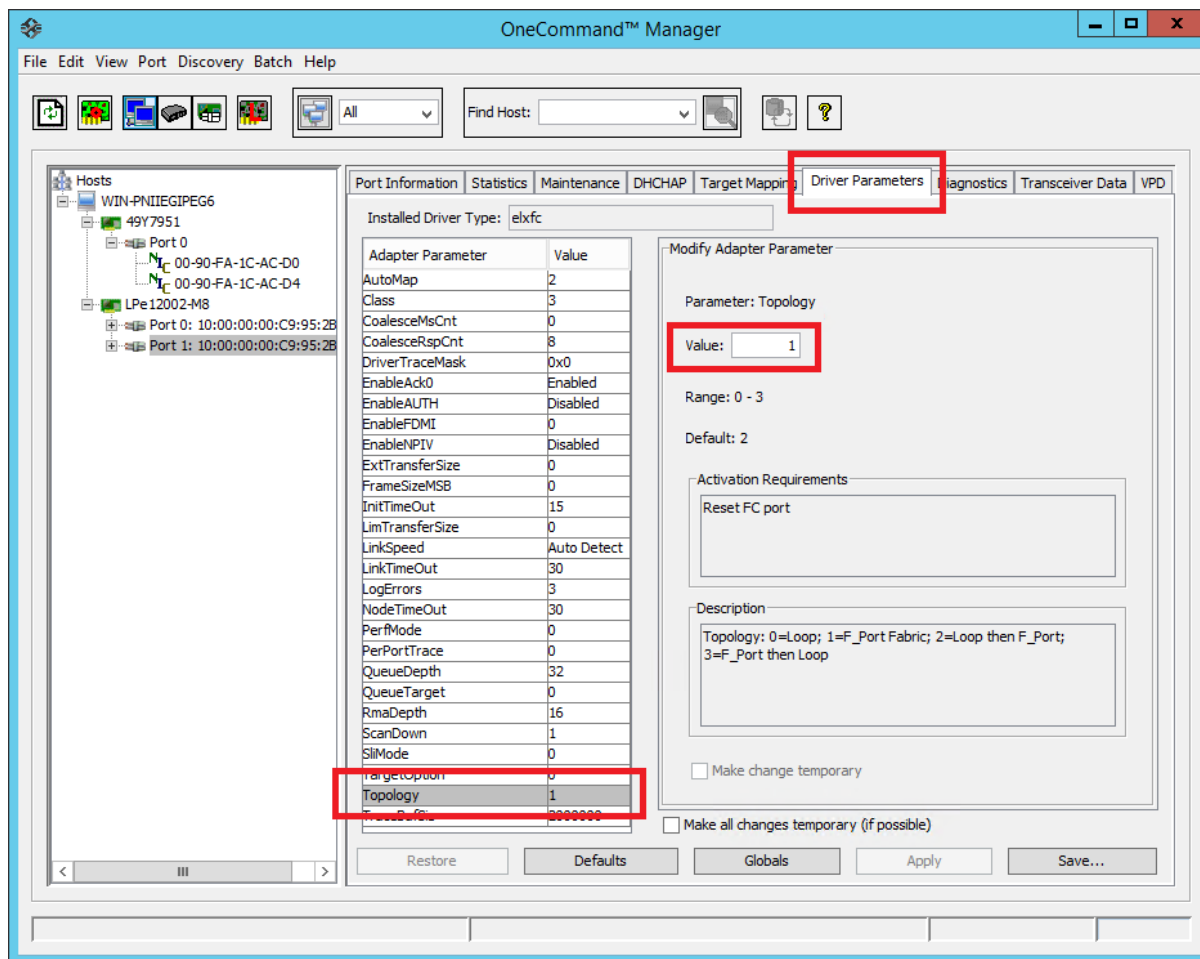 OneCommand™ Manager
File Edit View Port Discovery Batch Help
All
Find Host:
Hosts
WIN-PNIIEGIPEG6
49Y7951
Port 0
00-90-FA-1C-AC-D0
00-90-FA-1C-AC-D4
LPe12002-M8
Port 0: 10:00:00:00:C9:95:2B
Port 1: 10:00:00:00:C9:95:2B
Port Information Statistics Maintenance DHCHAP Target Mapping Driver Parameters Diagnostics Transceiver Data VPD
Installed Driver Type: elxfc
Adapter Parameter Value
AutoMap 2
Class 3
CoalesceMsCnt 0
CoalesceRspCnt 8
DriverTraceMask 0x0
EnableAck0 Enabled
EnableAUTH Disabled
EnableFDMI 0
EnableNPIV Disabled
ExtTransferSize 0
FrameSizeMSB 0
InitTimeOut 15
LimTransferSize 0
LinkSpeed Auto Detect
LinkTimeOut 30
LogErrors 3
NodeTimeOut 30
PerfMode 0
PerPortTrace 0
QueueDepth 32
QueueTarget 0
RmaDepth 16
ScanDown 1
SliMode 0
TargetOption 0
Topology 1
Modify Adapter Parameter
Parameter: Topology
Value: 1
Range: 0 - 3
Default: 2
Activation Requirements
Reset FC port
Description
Topology: 0=Loop; 1=F_Port Fabric; 2=Loop then F_Port;
3=F_Port then Loop
Make change temporary
Make all changes temporary (if possible)
Restore Defaults Globals Apply Save...